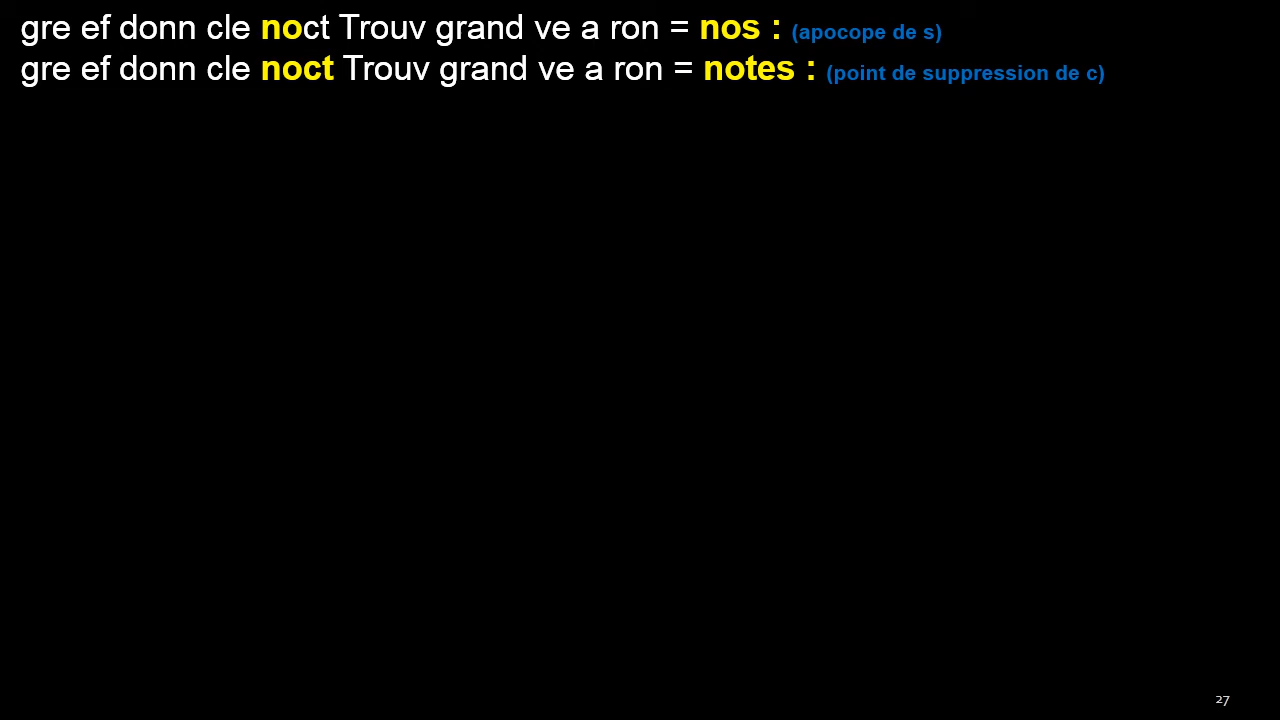 gre ef donn cle noct Trouv grand ve a ron = nos : (apocope de s)
gre ef donn cle noct Trouv grand ve a ron = notes : (point de suppression de c)
27